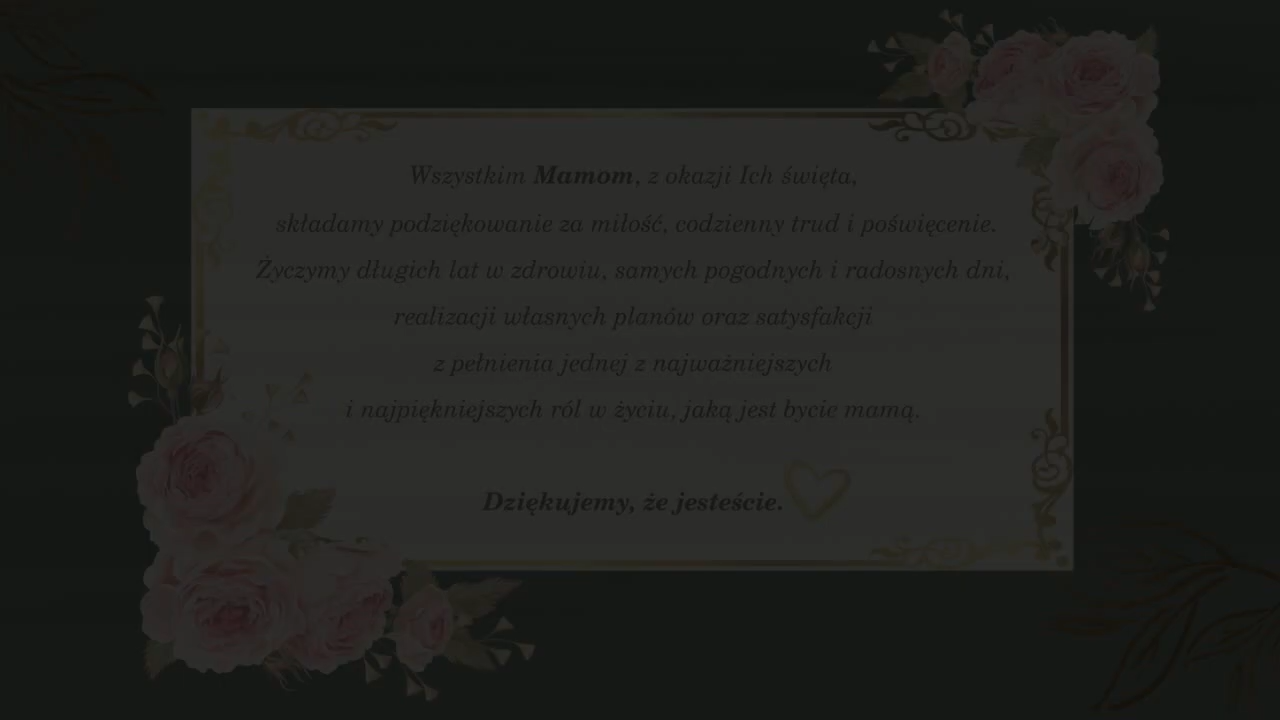 Wszystkim Mamom, z okazji Ich święta,
składamy podziękowanie za miłość, codzienny trud i poświęcenie.
Życzymy długich lat w zdrowiu, samych pogodnych i radosnych dni,
realizacji własnych planów oraz satysfakcji
z pełnienia jednej z najważniejszych
i najpiękniejszych ról w życiu, jaką jest bycie mamą.
Dziękujemy, że jesteście.